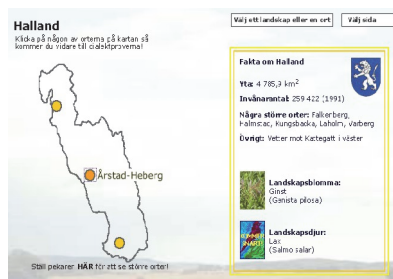 Halland
Klicka på någon av orterna på kartan så
kommer du vidare till dialektproverna!
Välj ett landskap eller en ort
Välj sida
Fakta om Halland
Yta: 4 785,9 km²
Invånarantal: 259 422 (1991)
Några större orter: Falkenberg,
Halmstad, Kungsbacka, Laholm, Varberg
Övrigt: Vetter mot Kattegatt i väster
Årstad-Heberg
Landskapsblomma:
Ginst
(Genista pilosa)
Landskapsdjur:
Lax
(Salmo salar)
Ställ pekaren HÄR för att se större orter!